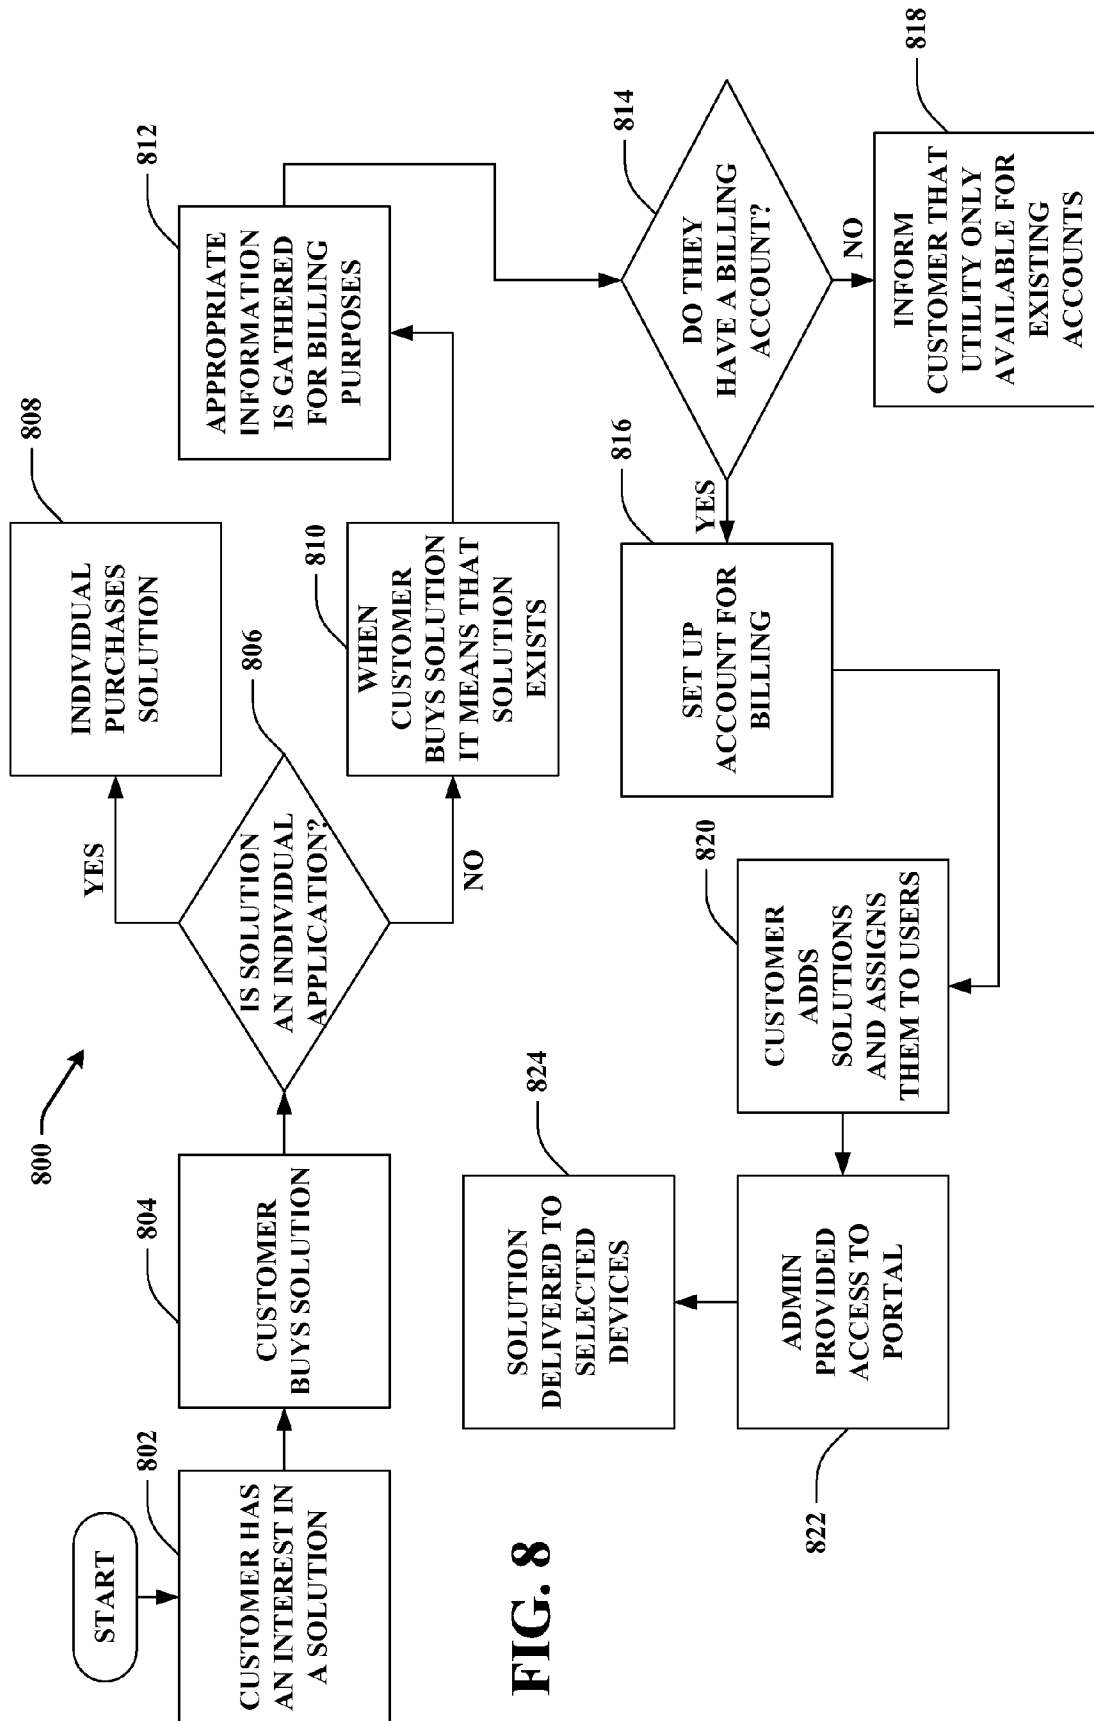 800
START
802
CUSTOMER HAS
AN INTEREST IN
A SOLUTION
804
CUSTOMER
BUYS SOLUTION
806
IS SOLUTION
AN INDIVIDUAL
APPLICATION?
YES
808
INDIVIDUAL
PURCHASES
SOLUTION
NO
810
WHEN
CUSTOMER
BUYS SOLUTION
IT MEANS THAT
SOLUTION
EXISTS
812
APPROPRIATE
INFORMATION
IS GATHERED
FOR BILLING
PURPOSES
814
DO THEY
HAVE A BILLING
ACCOUNT?
YES
816
SET UP
ACCOUNT FOR
BILLING
NO
818
INFORM
CUSTOMER THAT
UTILITY ONLY
AVAILABLE FOR
EXISTING
ACCOUNTS
820
CUSTOMER
ADDS
SOLUTIONS
AND ASSIGNS
THEM TO USERS
822
ADMIN
PROVIDED
ACCESS TO
PORTAL
824
SOLUTION
DELIVERED TO
SELECTED
DEVICES
FIG. 8